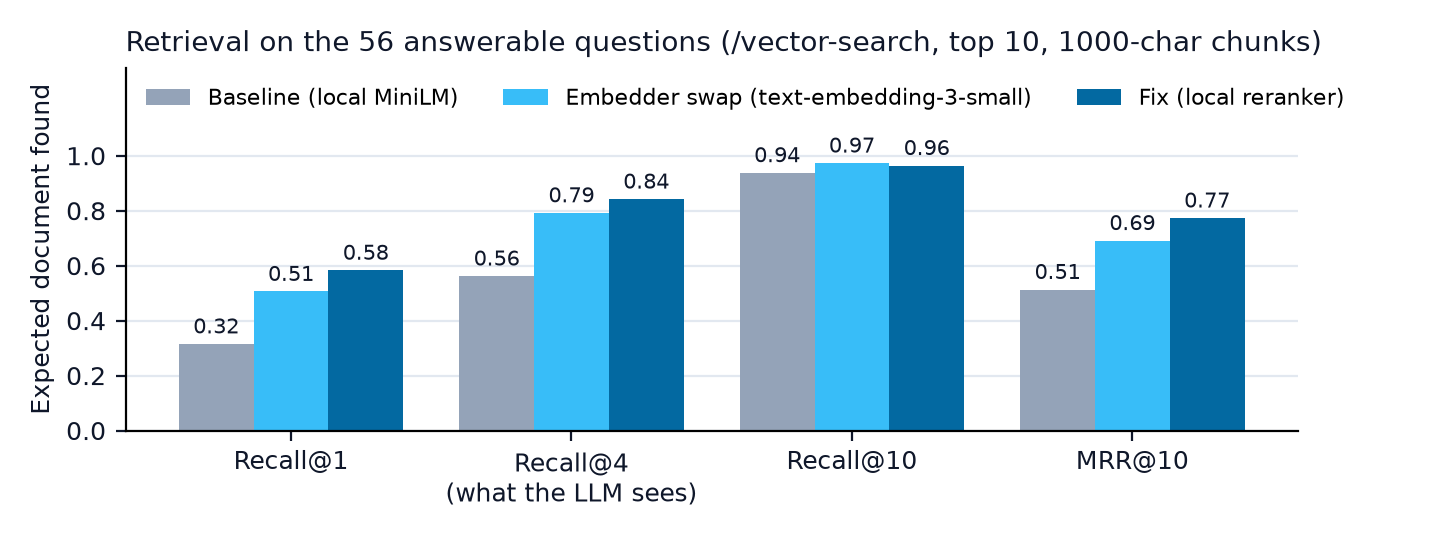 Retrieval on the 56 answerable questions (/vector-search, top 10, 1000-char chunks)
Baseline (local MiniLM) Embedder swap (text-embedding-3-small) Fix (local reranker)
Expected document found
1.0
0.8
0.6
0.4
0.2
0.0
0.32 0.51 0.58
0.56 0.79 0.84
0.94 0.97 0.96
0.51 0.69 0.77
Recall@1 Recall@4 Recall@10 MRR@10
(what the LLM sees)